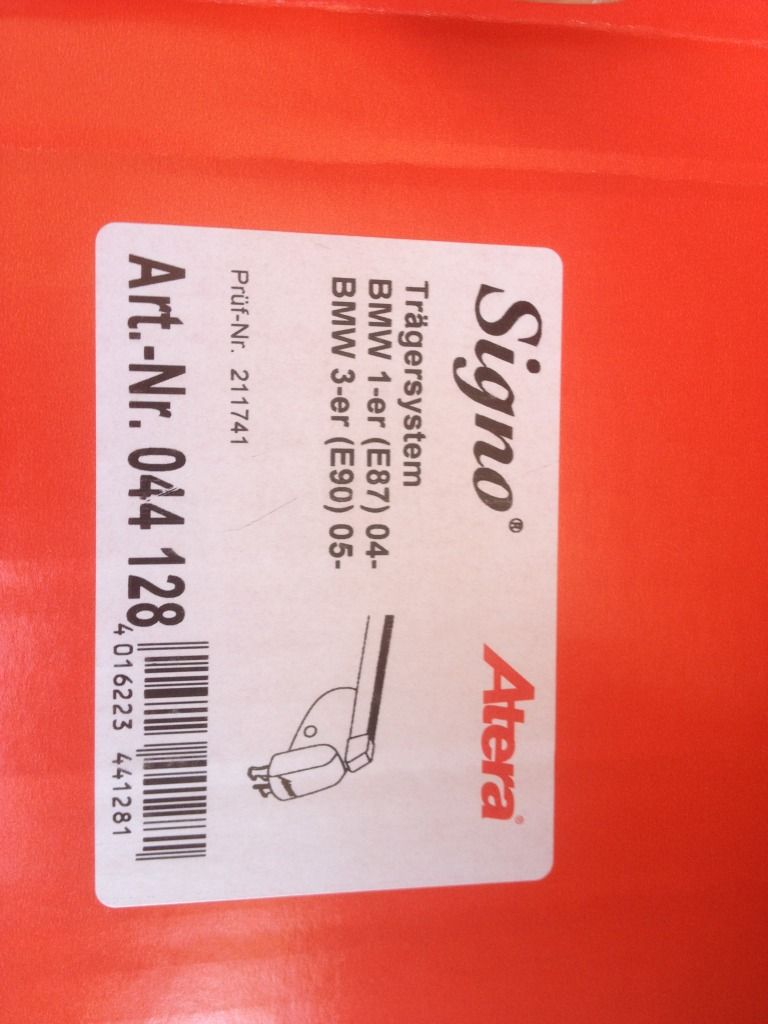 Signo®
Atera®
Trägersystem
BMW 1-er (E87) 04-
BMW 3-er (E90) 05-
Prüf-Nr. 211741
Art.-Nr. 044 128
4 016223 441281